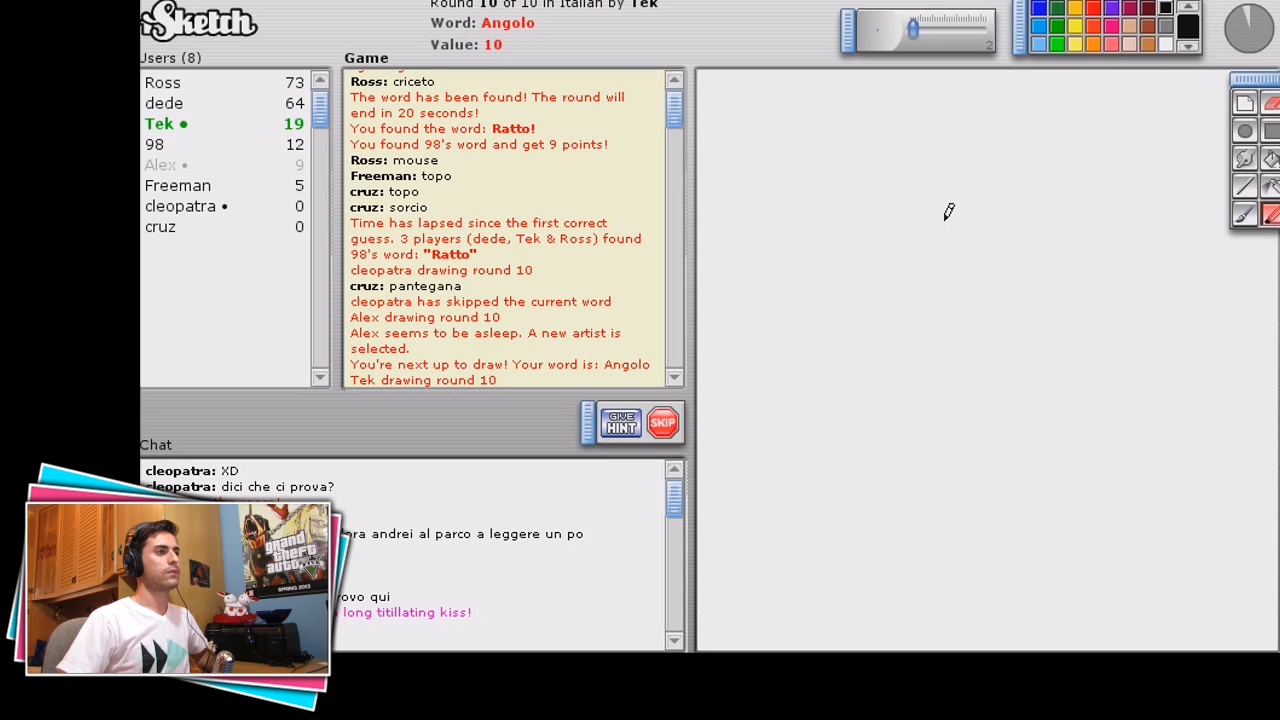 iSketch
Round 10 of 10 in Italian by Tek
Word: Angolo
Value: 10
2
Users (8)
Ross 73
dede 64
Tek • 19
98 12
Alex • 9
Freeman 5
cleopatra • 0
cruz 0
Game
Ross: criceto
The word has been found! The round will
end in 20 seconds!
You found the word: Ratto!
You found 98's word and get 9 points!
Ross: mouse
Freeman: topo
cruz: topo
cruz: sorcio
Time has lapsed since the first correct
guess. 3 players (dede, Tek & Ross) found
98's word: "Ratto"
cleopatra drawing round 10
cruz: pantegana
cleopatra has skipped the current word
Alex drawing round 10
Alex seems to be asleep. A new artist is
selected.
You're next up to draw! Your word is: Angolo
Tek drawing round 10
GIVE
HINT
SKIP
Chat
cleopatra: XD
cleopatra: dici che ci prova?
andrei al parco a leggere un po
qui
long titillating kiss!
grand
theft
auto
SPRING 2013